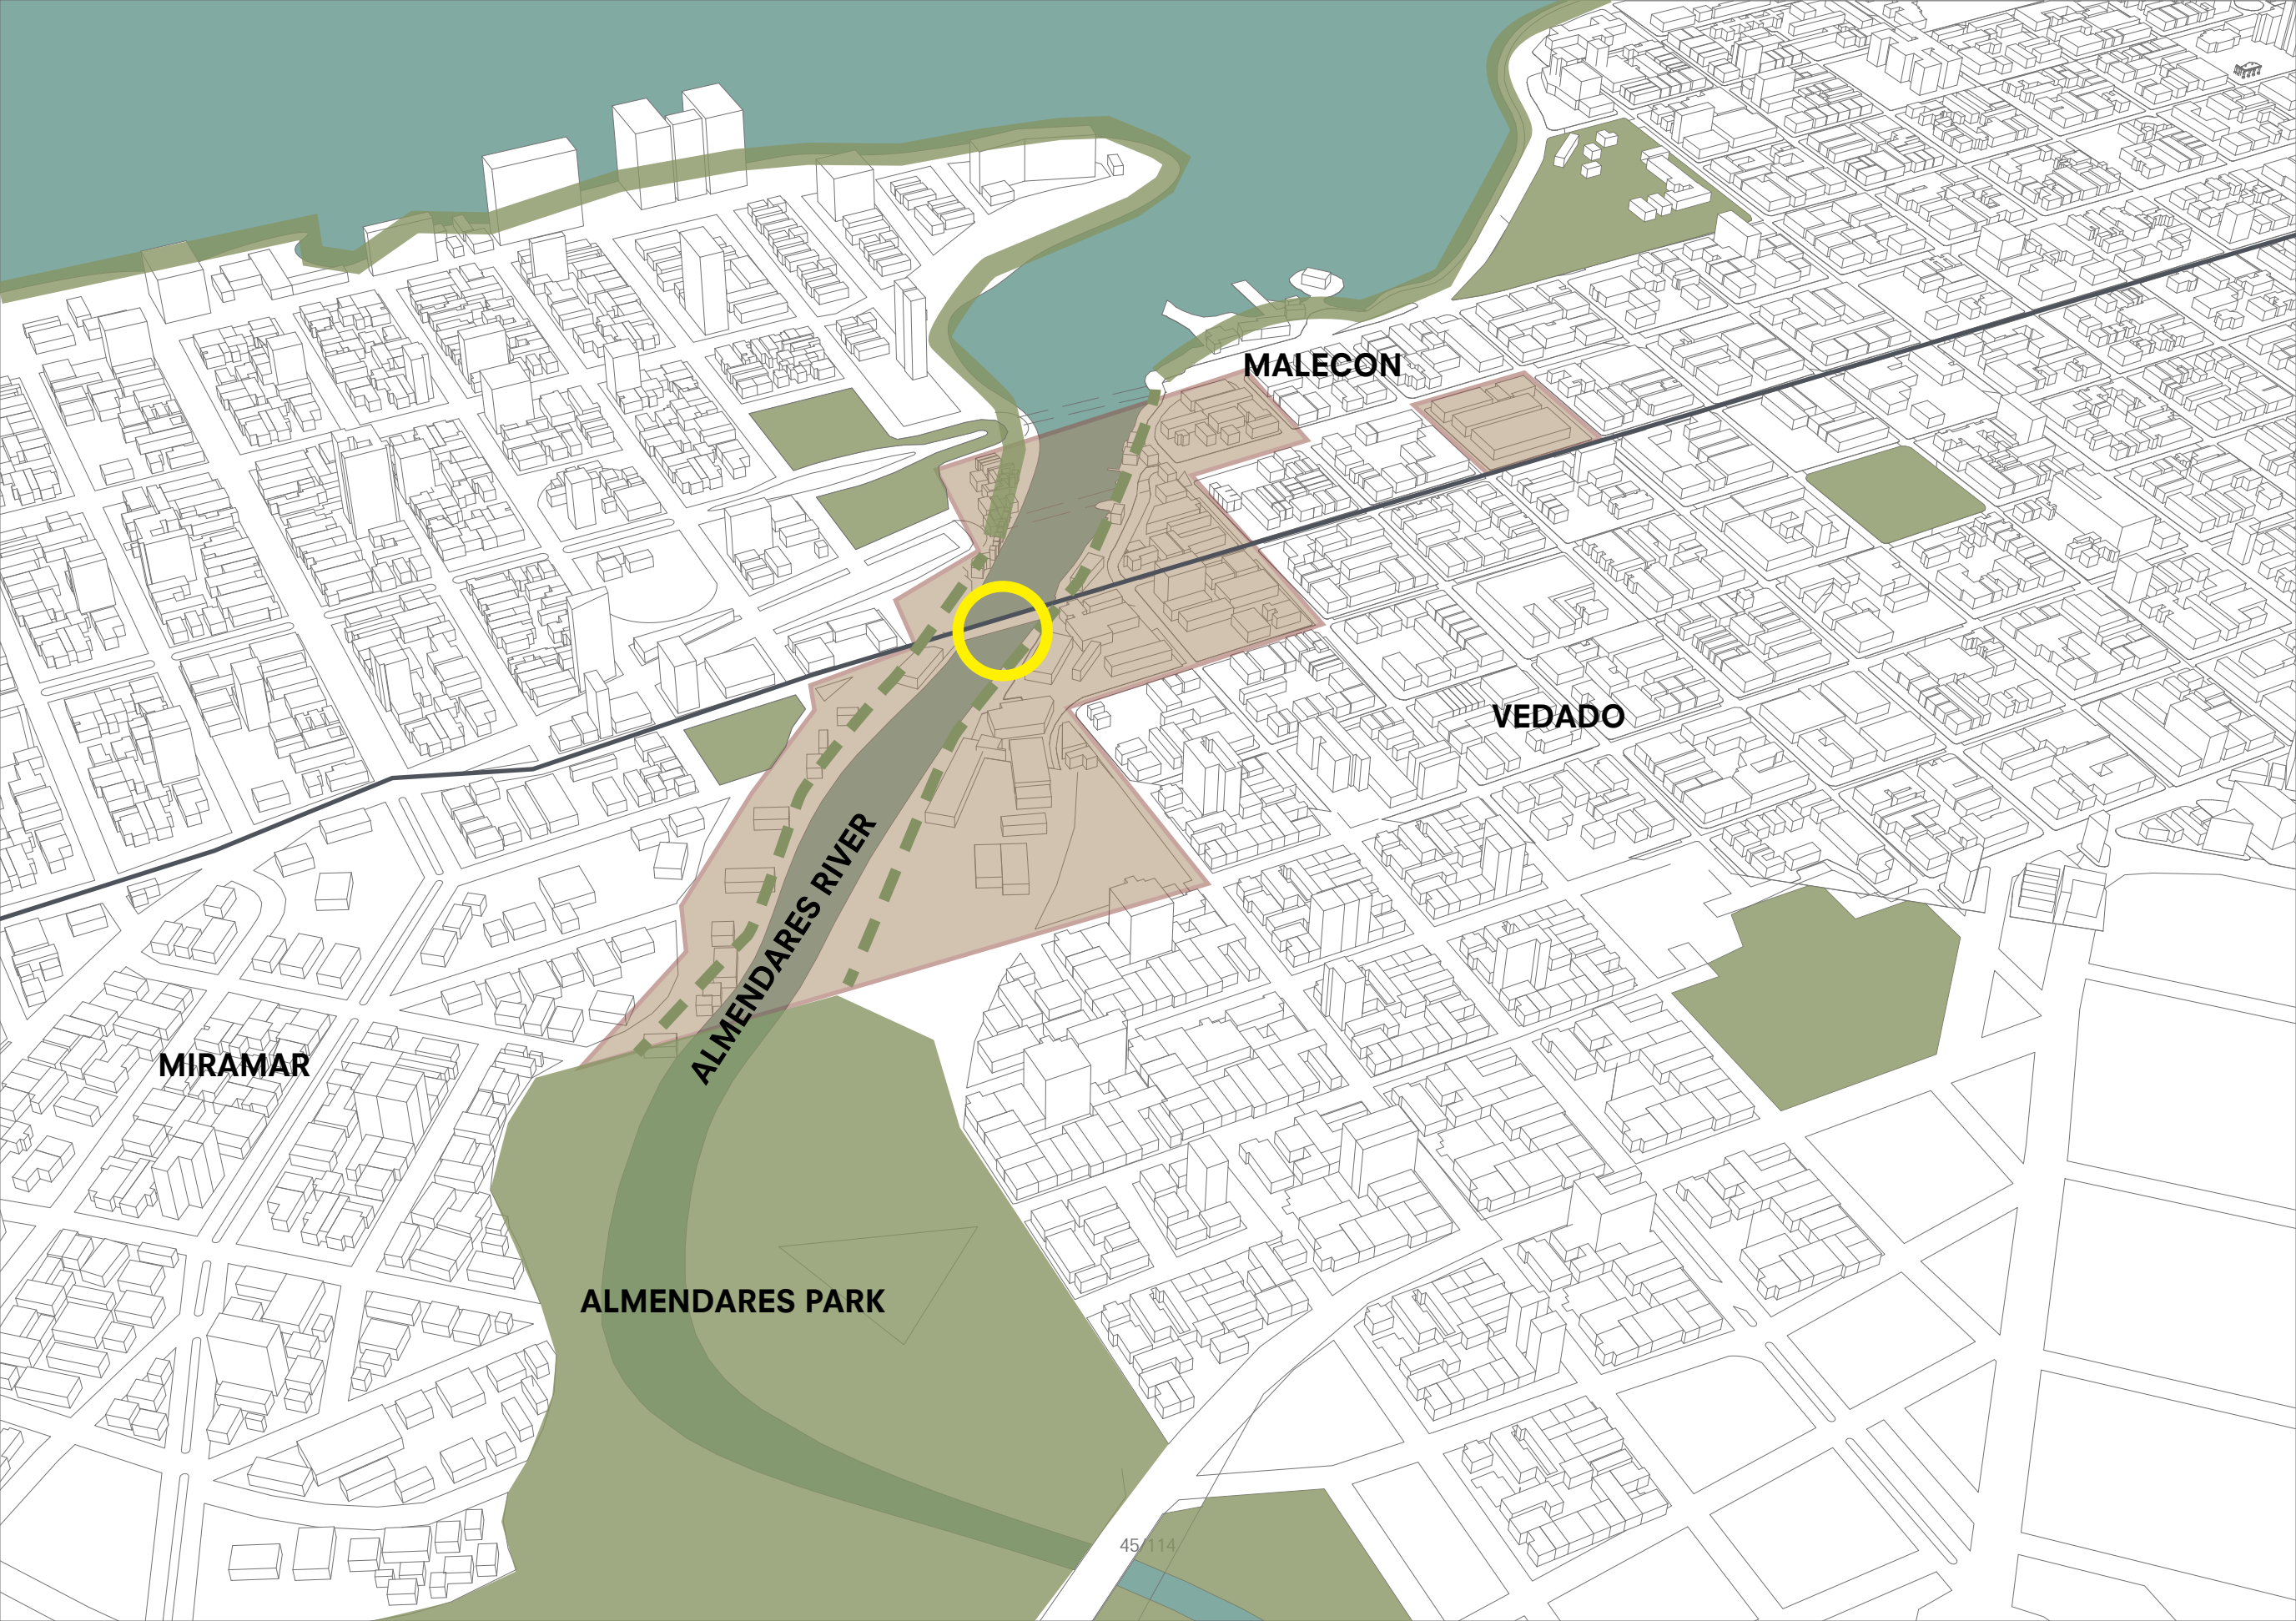 MALECON
VEDADO
ALMENDARES RIVER
MIRAMAR
ALMENDARES PARK
45/114